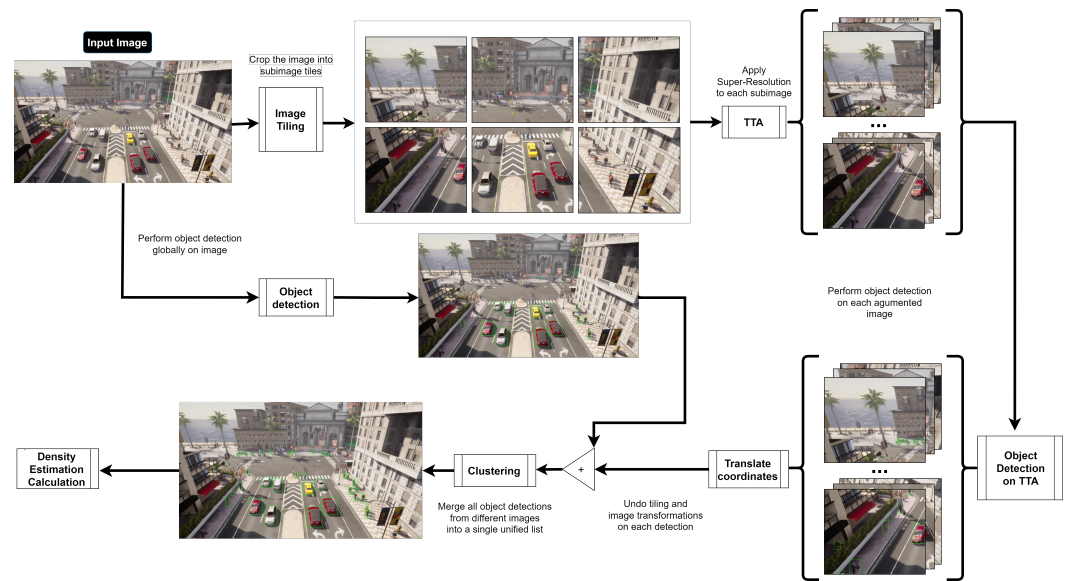 Input Image
Crop the image into
subimage tiles
Image
Tiling
Apply
Super-Resolution
to each subimage
TTA
...
Perform object detection
globally on image
Object
detection
Perform object detection
on each agumented
image
Density
Estimation
Calculation
Clustering
+
Translate
coordinates
...
Object
Detection
on TTA
Merge all object detections
from different images
into a single unified list
Undo tiling and
image transformations
on each detection